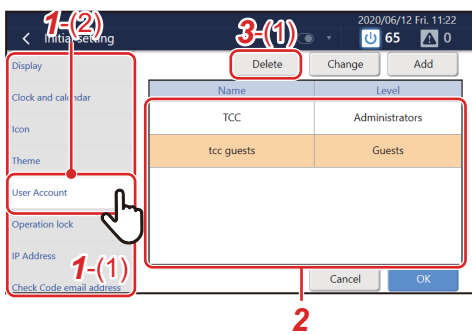 2020/06/12 Fri. 11:22
1-(2)
3-(1)
Initial setting
65
0
Display
Delete
Change
Add
Clock and calendar
Name
Level
Icon
TCC
Administrators
Theme
tcc guests
Guests
User Account
Operation lock
IP Address
1-(1)
Check Code email address
Cancel
OK
2